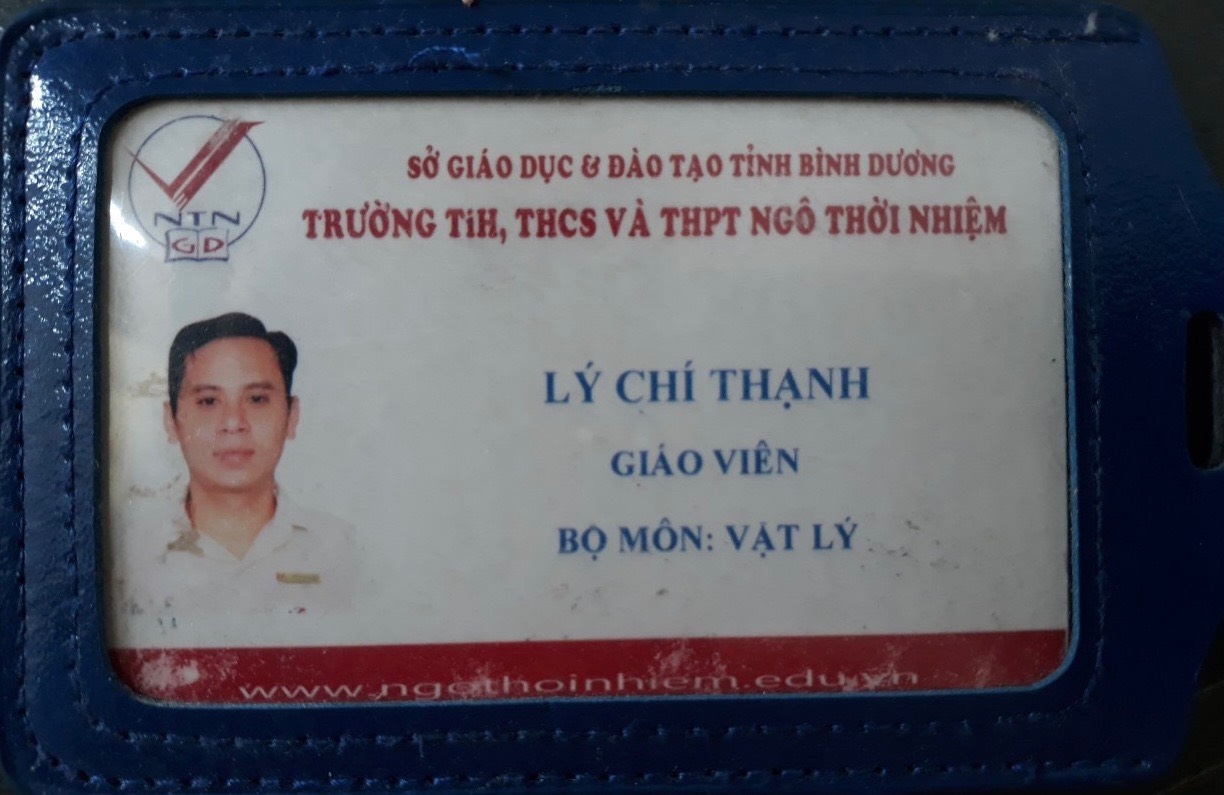 NTN
GD
SỞ GIÁO DỤC & ĐÀO TẠO TỈNH BÌNH DƯƠNG
TRƯỜNG TiH, THCS VÀ THPT NGÔ THỜI NHIỆM
LÝ CHÍ THẠNH
GIÁO VIÊN
BỘ MÔN: VẬT LÝ
www.ngothoinhiem.edu.vn